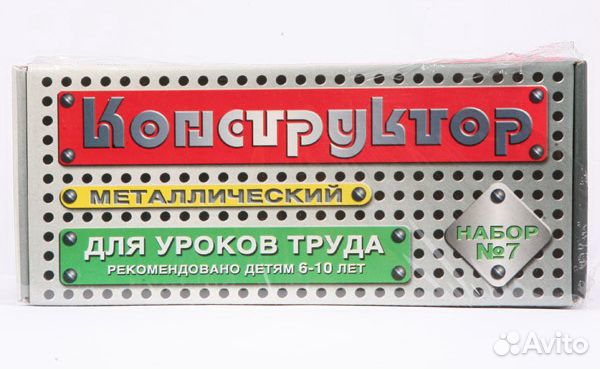 Конструктор
МЕТАЛЛИЧЕСКИЙ
ДЛЯ УРОКОВ ТРУДА
РЕКОМЕНДОВАНО ДЕТЯМ 6-10 ЛЕТ
НАБОР
№7
Avito